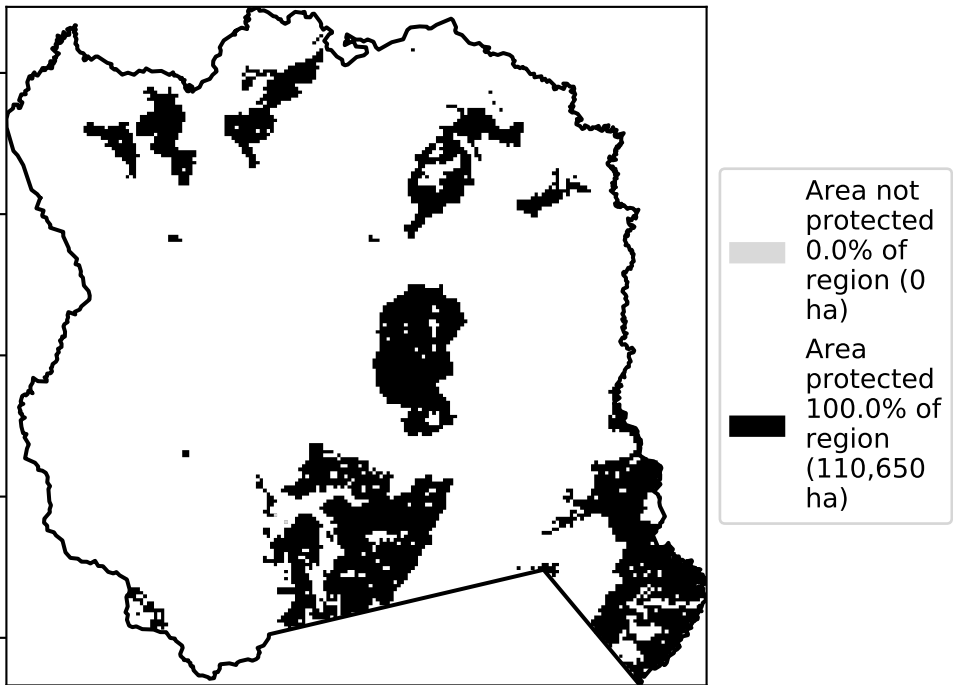 Area not
protected
0.0% of
region (0
ha)
Area
protected
100.0% of
region
(110,650
ha)